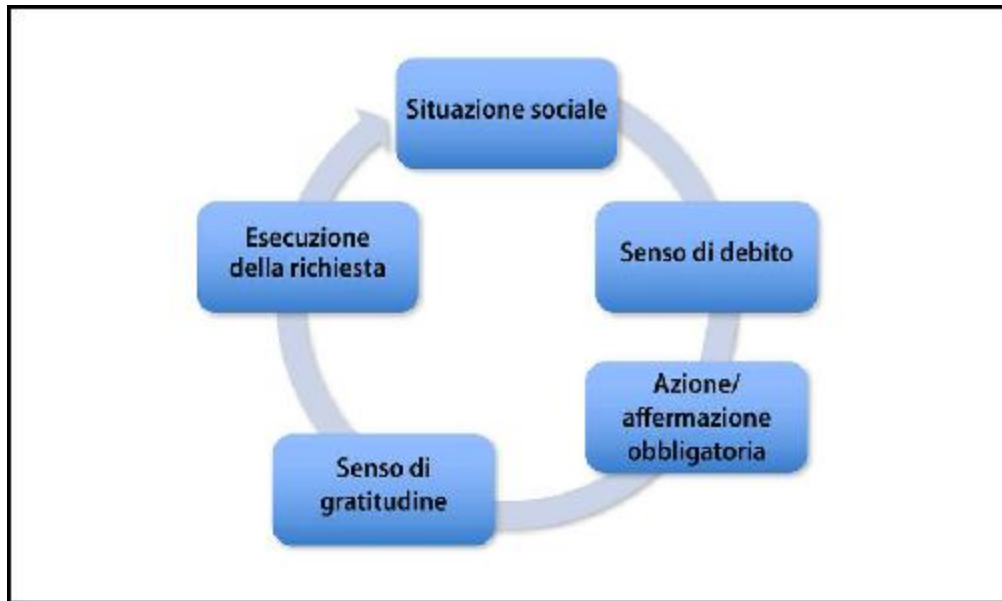 Situazione sociale
Senso di debito
Azione/
affermazione
obbligatoria
Senso di
gratitudine
Esecuzione
della richiesta